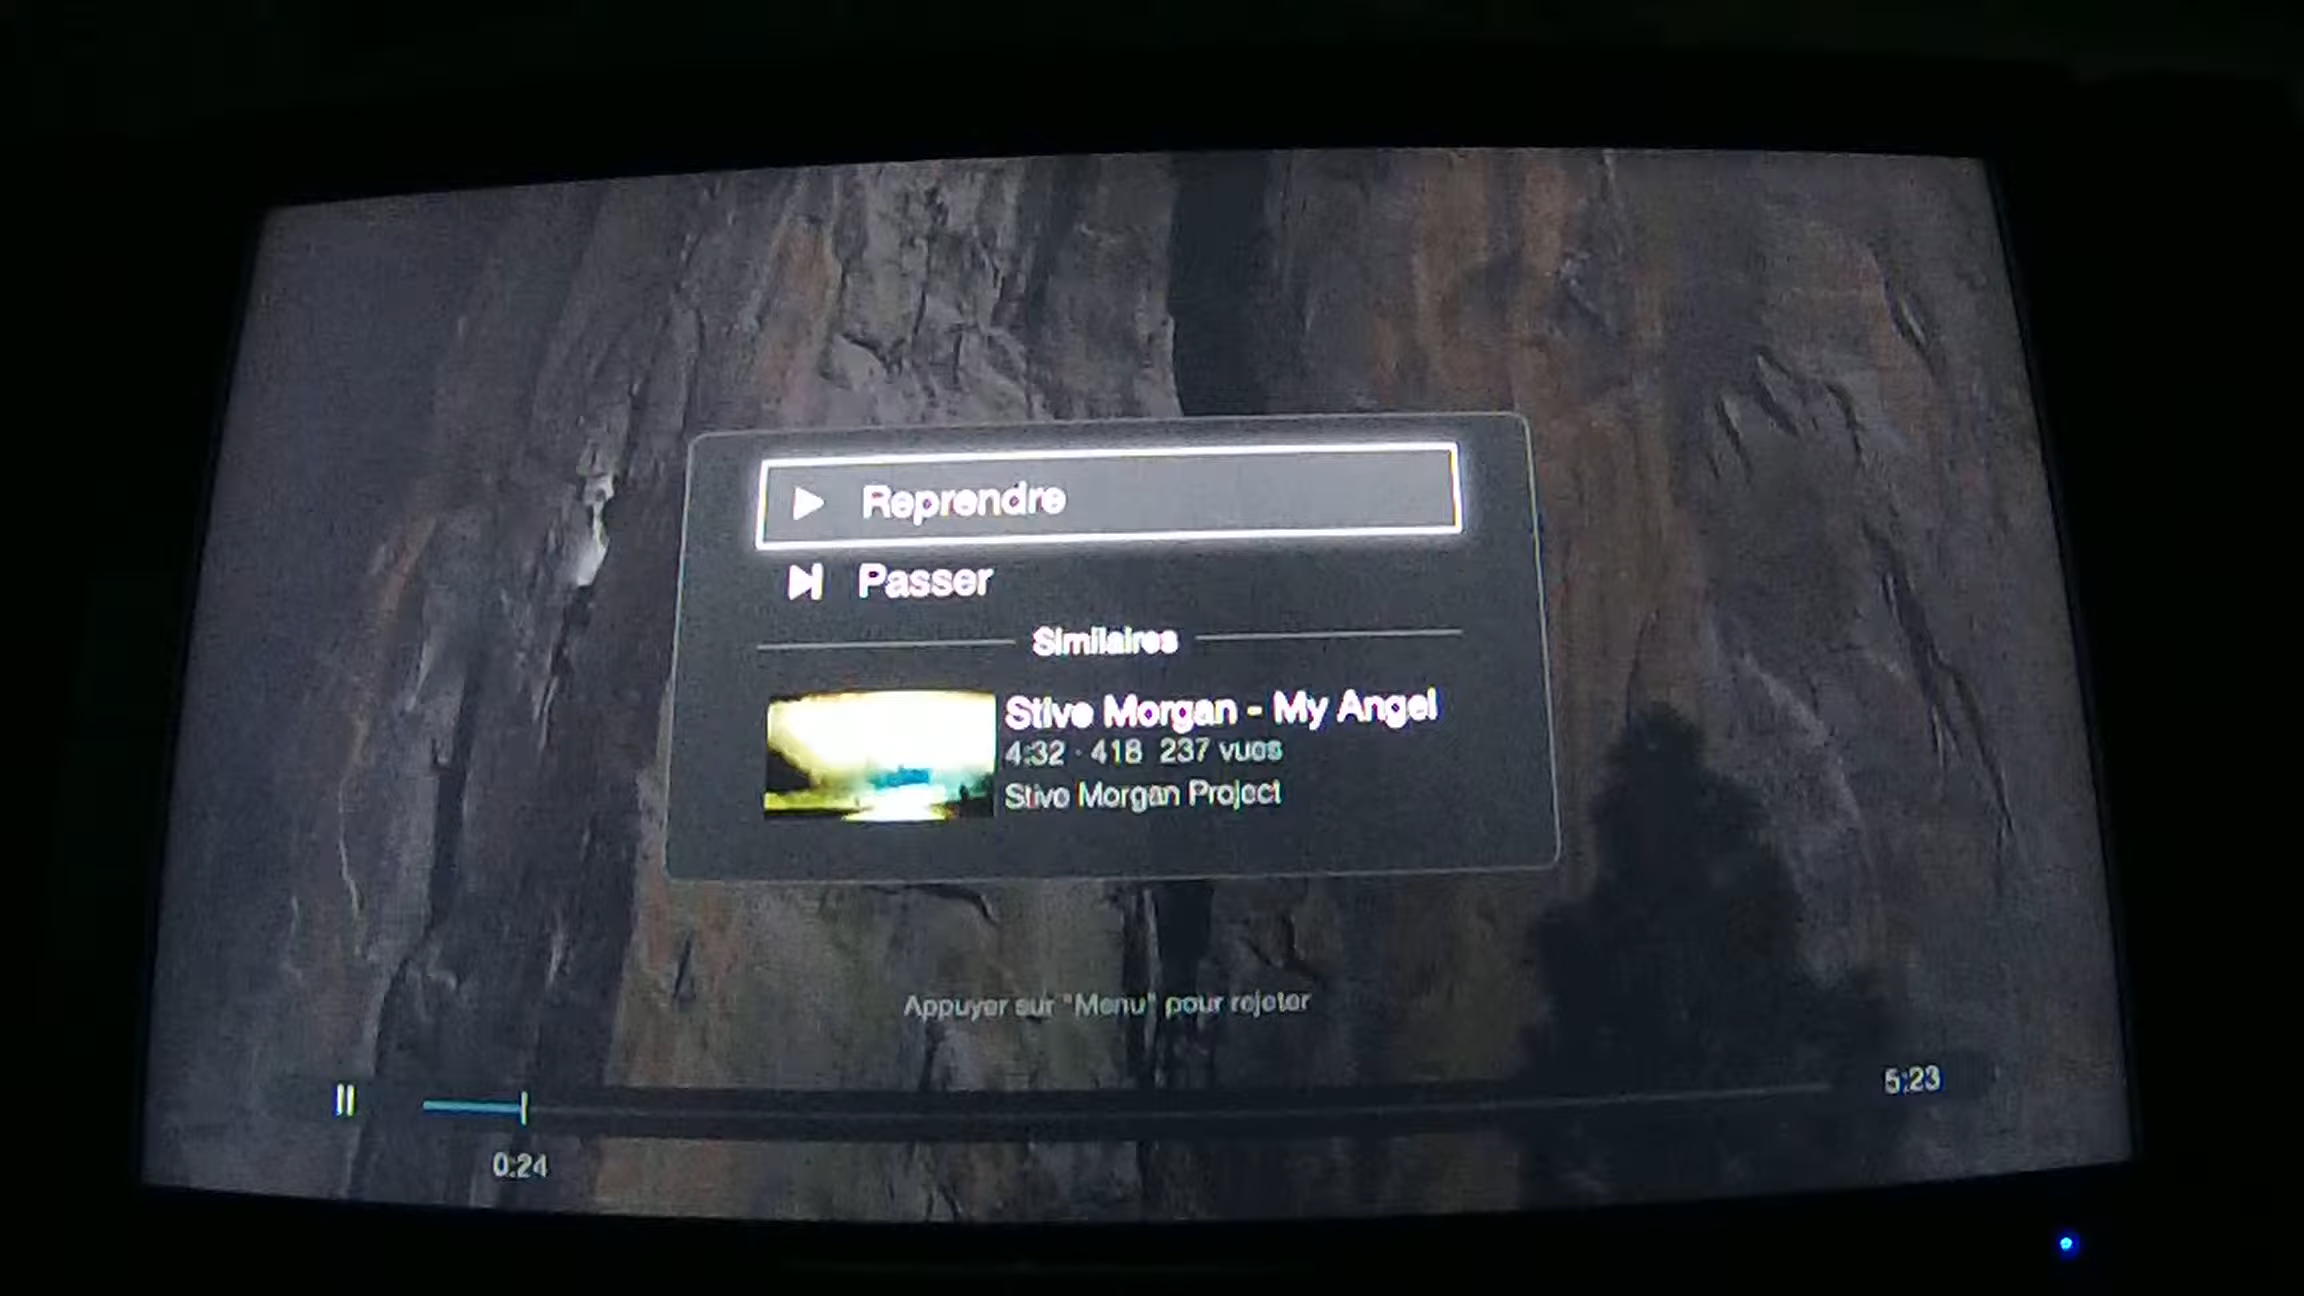 Reprendre
Passer
Similaires
Stive Morgan - My Angel
4:32 · 418 237 vues
Stive Morgan Project
Appuyer sur "Menu" pour rejeter
5:23
0:24